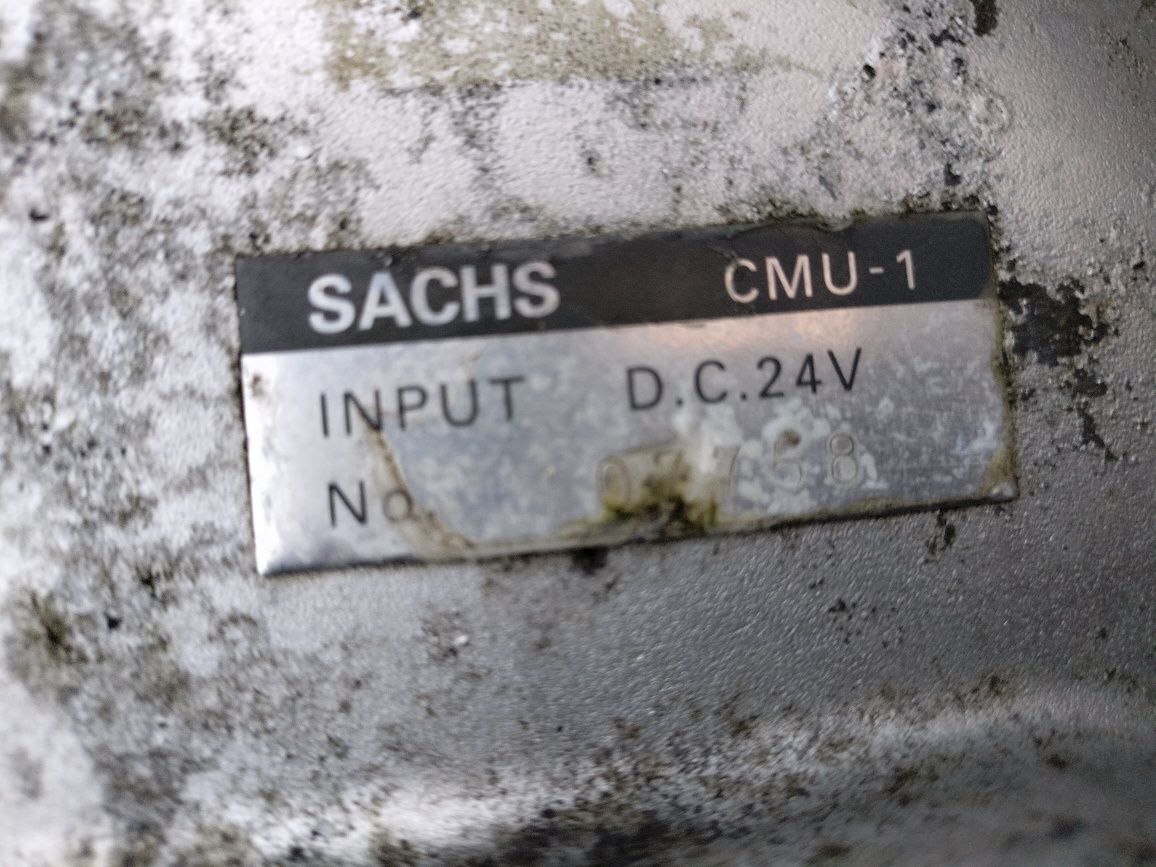 SACHS CMU-1
INPUT D.C.24V
No.